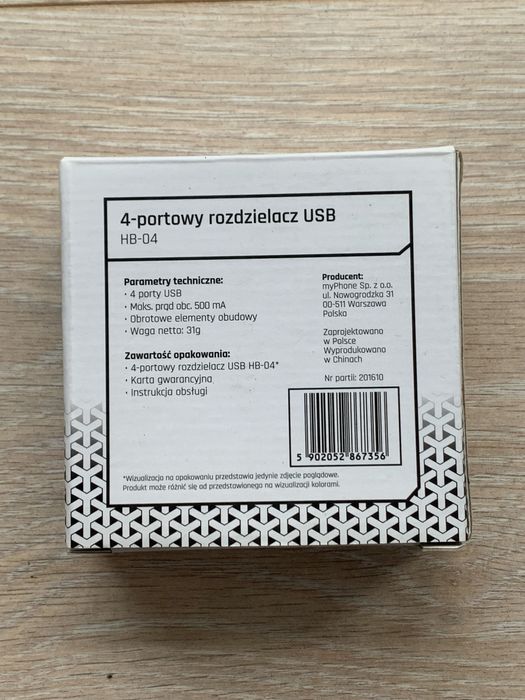 4-portowy rozdzielacz USB
HB-04
Parametry techniczne:
· 4 porty USB
· Maks. prąd obc. 500 mA
· Obrotowe elementy obudowy
· Waga netto: 31g
Zawartość opakowania:
· 4-portowy rozdzielacz USB HB-04*
· Karta gwarancyjna
· Instrukcja obsługi
Producent:
myPhone Sp. z o.o.
ul. Nowogrodzka 31
00-511 Warszawa
Polska
Zaprojektowano
w Polsce
Wyprodukowano
w Chinach
Nr partii: 201610
5 902052 867356
*Wizualizacja na opakowaniu przedstawia jedynie zdjęcie poglądowe.
Produkt może różnić się od przedstawionego na wizualizacji kolorami.